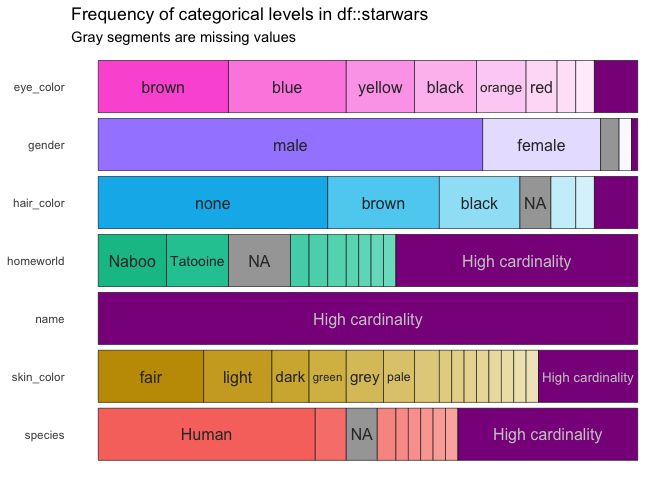 Frequency of categorical levels in df::starwars
Gray segments are missing values
eye_color brown blue yellow black orange red
gender male female
hair_color none brown black NA
homeworld Naboo Tatooine NA High cardinality
name High cardinality
skin_color fair light dark green grey pale High cardinality
species Human NA High cardinality